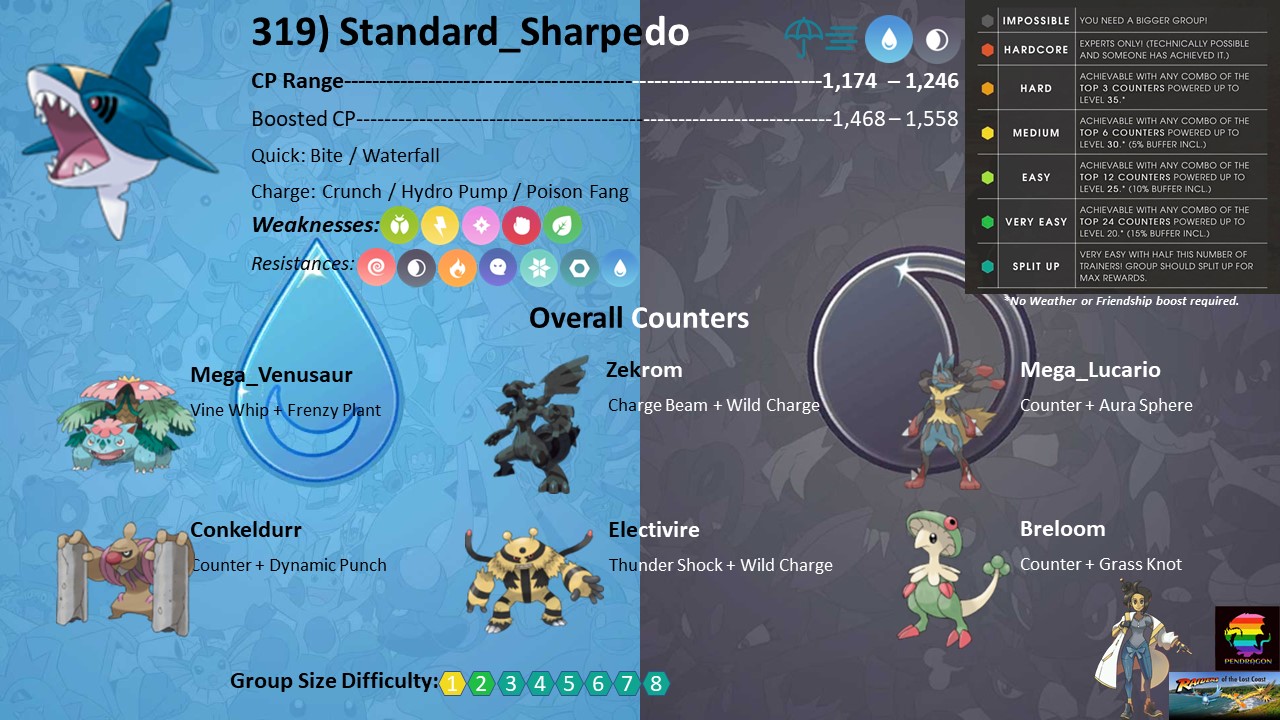 319) Standard_Sharpedo
CP Range--------------------------------------------------------------------1,174 – 1,246
Boosted CP--------------------------------------------------------------------1,468 – 1,558
Quick: Bite / Waterfall
Charge: Crunch / Hydro Pump / Poison Fang
Weaknesses:
Resistances:
IMPOSSIBLE YOU NEED A BIGGER GROUP!
HARDCORE EXPERTS ONLY! (TECHNICALLY POSSIBLE
AND SOMEONE HAS ACHIEVED IT.)
HARD ACHIEVABLE WITH ANY COMBO OF THE
TOP 3 COUNTERS POWERED UP TO
LEVEL 35.*
MEDIUM ACHIEVABLE WITH ANY COMBO OF THE
TOP 6 COUNTERS POWERED UP TO
LEVEL 30.* (5% BUFFER INCL.)
EASY ACHIEVABLE WITH ANY COMBO OF THE
TOP 12 COUNTERS POWERED UP TO
LEVEL 25.* (10% BUFFER INCL.)
VERY EASY ACHIEVABLE WITH ANY COMBO OF THE
TOP 24 COUNTERS POWERED UP TO
LEVEL 20.* (15% BUFFER INCL.)
SPLIT UP VERY EASY WITH HALF THIS NUMBER OF
TRAINERS! GROUP SHOULD SPLIT UP FOR
MAX REWARDS.
*No Weather or Friendship boost required.
Overall Counters
Mega_Venusaur
Vine Whip + Frenzy Plant
Zekrom
Charge Beam + Wild Charge
Mega_Lucario
Counter + Aura Sphere
Conkeldurr
Counter + Dynamic Punch
Electivire
Thunder Shock + Wild Charge
Breloom
Counter + Grass Knot
Group Size Difficulty: 1 2 3 4 5 6 7 8
PENDRAGON
RAIDERS of the Lost Coast